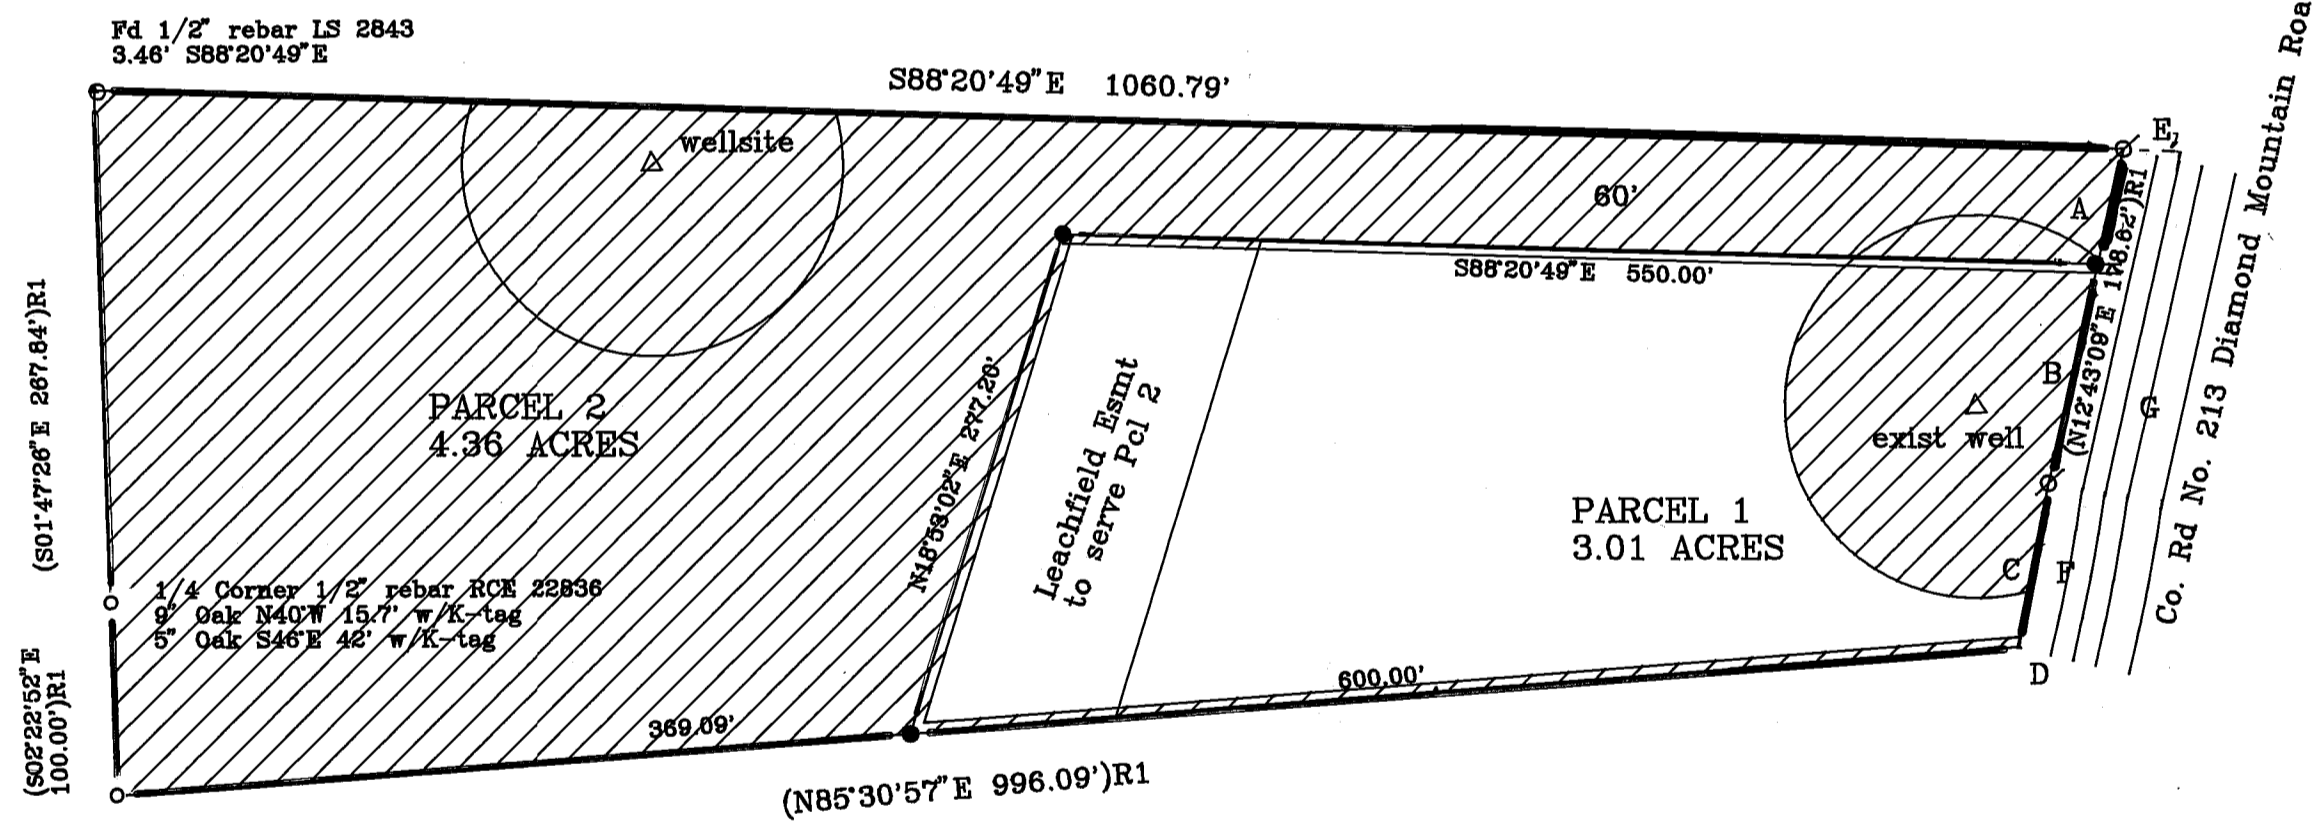 Fd 1/2" rebar LS 2843
3.46' S88°20'49"E
S88°20'49"E 1060.79'
wellsite
E
60'
A
S88°20'49"E 550.00'
(N12°43'09"E 178.62')R1
Co. Rd No. 213 Diamond Mountain Roa
(S01°47'26"E 267.84')R1
PARCEL 2
4.36 ACRES
N18°53'02"E 277.20'
Leachfield Esmt
to serve Pcl 2
B
G
exist well
PARCEL 1
3.01 ACRES
C
F
1/4 Corner 1/2" rebar RCE 22836
9" Oak N40°W 15.7' w/K-tag
5" Oak S46°E 42' w/K-tag
(S02°22'52"E
100.00')R1
D
600.00'
369.09'
(N85°30'57"E 996.09')R1